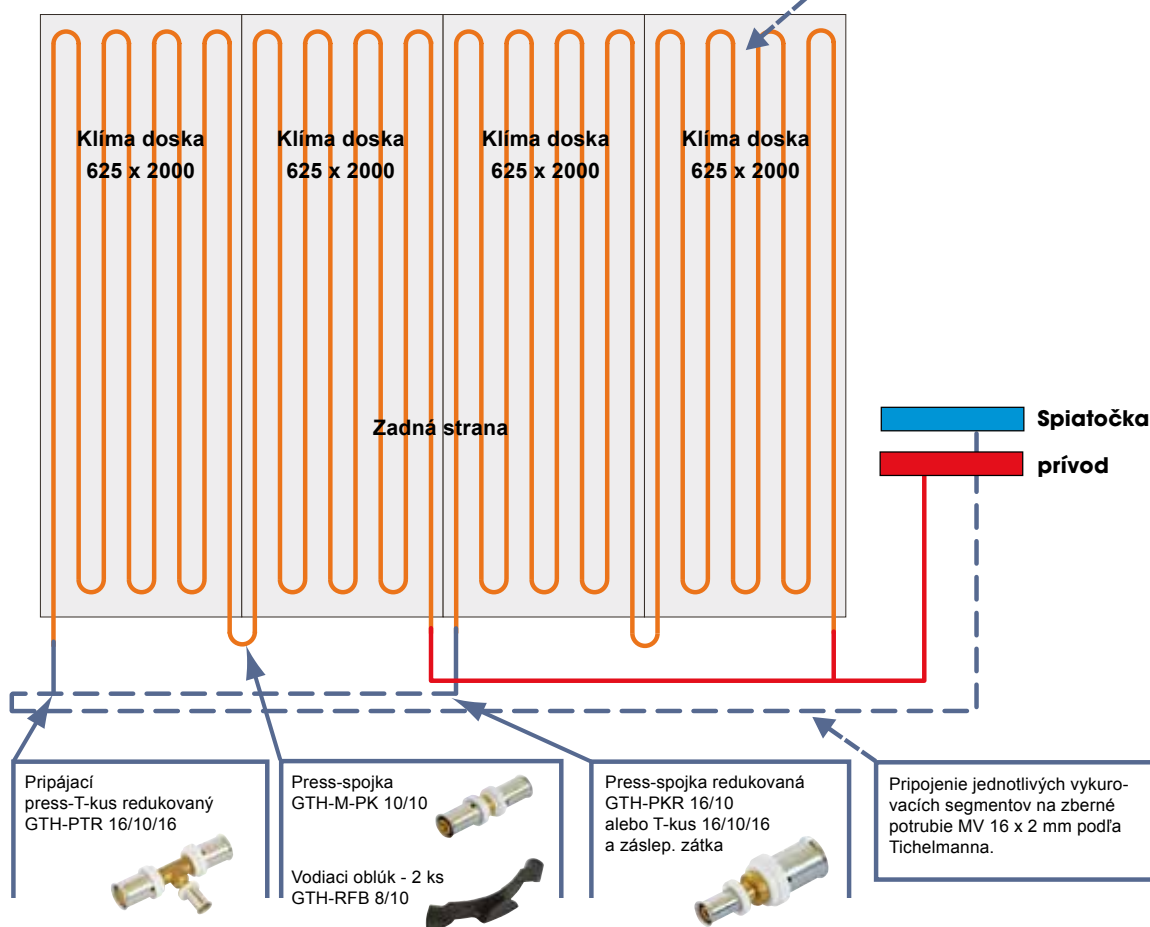 Klíma doska
625 x 2000
Klíma doska
625 x 2000
Klíma doska
625 x 2000
Klíma doska
625 x 2000
Zadná strana
Spiatočka
prívod
Pripájací
press-T-kus redukovaný
GTH-PTR 16/10/16
Press-spojka
GTH-M-PK 10/10
Vodiaci oblúk - 2 ks
GTH-RFB 8/10
Press-spojka redukovaná
GTH-PKR 16/10
alebo T-kus 16/10/16
a záslep. zátka
Pripojenie jednotlivých vykuro-
vacích segmentov na zberné
potrubie MV 16 x 2 mm podľa
Tichelmanna.